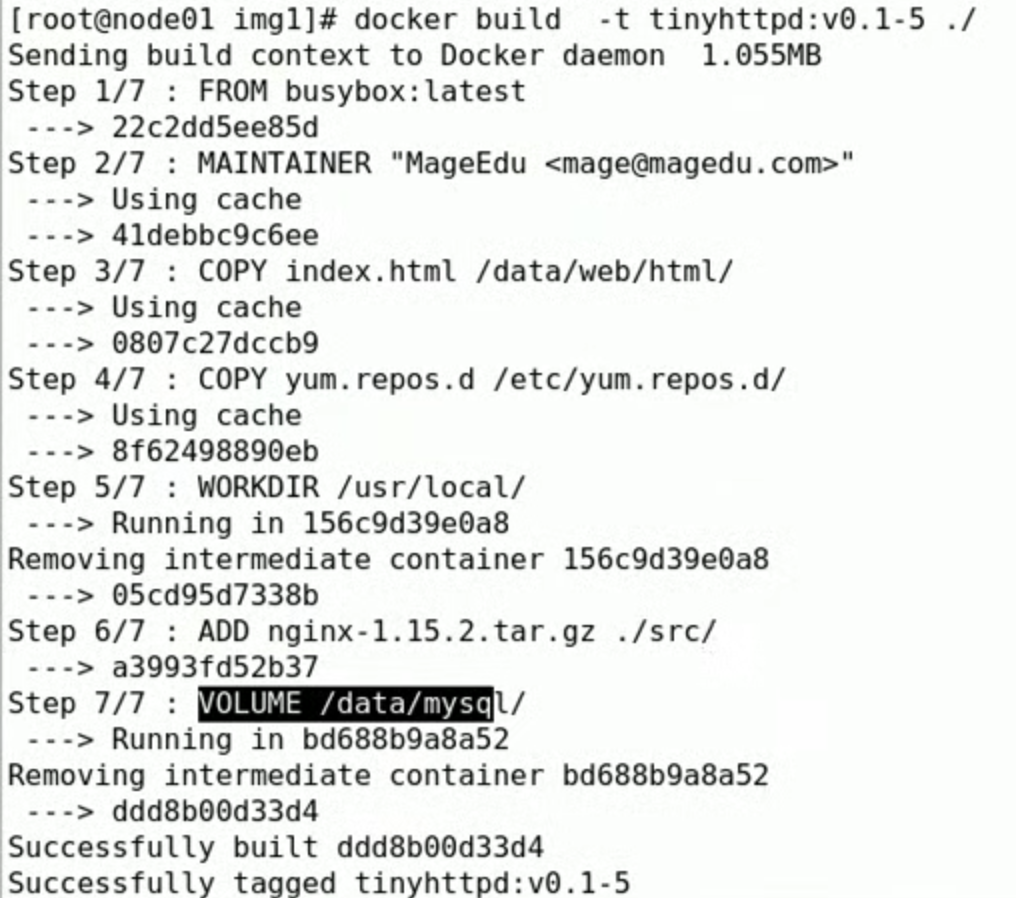 [root@node01 img1]# docker build  -t tinyhttpd:v0.1-5 ./
Sending build context to Docker daemon  1.055MB
Step 1/7 : FROM busybox:latest
 ---> 22c2dd5ee85d
Step 2/7 : MAINTAINER "MageEdu <mage@magedu.com>"
 ---> Using cache
 ---> 41debbc9c6ee
Step 3/7 : COPY index.html /data/web/html/
 ---> Using cache
 ---> 0807c27dccb9
Step 4/7 : COPY yum.repos.d /etc/yum.repos.d/
 ---> Using cache
 ---> 8f62498890eb
Step 5/7 : WORKDIR /usr/local/
 ---> Running in 156c9d39e0a8
Removing intermediate container 156c9d39e0a8
 ---> 05cd95d7338b
Step 6/7 : ADD nginx-1.15.2.tar.gz ./src/
 ---> a3993fd52b37
Step 7/7 : VOLUME /data/mysql/
 ---> Running in bd688b9a8a52
Removing intermediate container bd688b9a8a52
 ---> ddd8b00d33d4
Successfully built ddd8b00d33d4
Successfully tagged tinyhttpd:v0.1-5